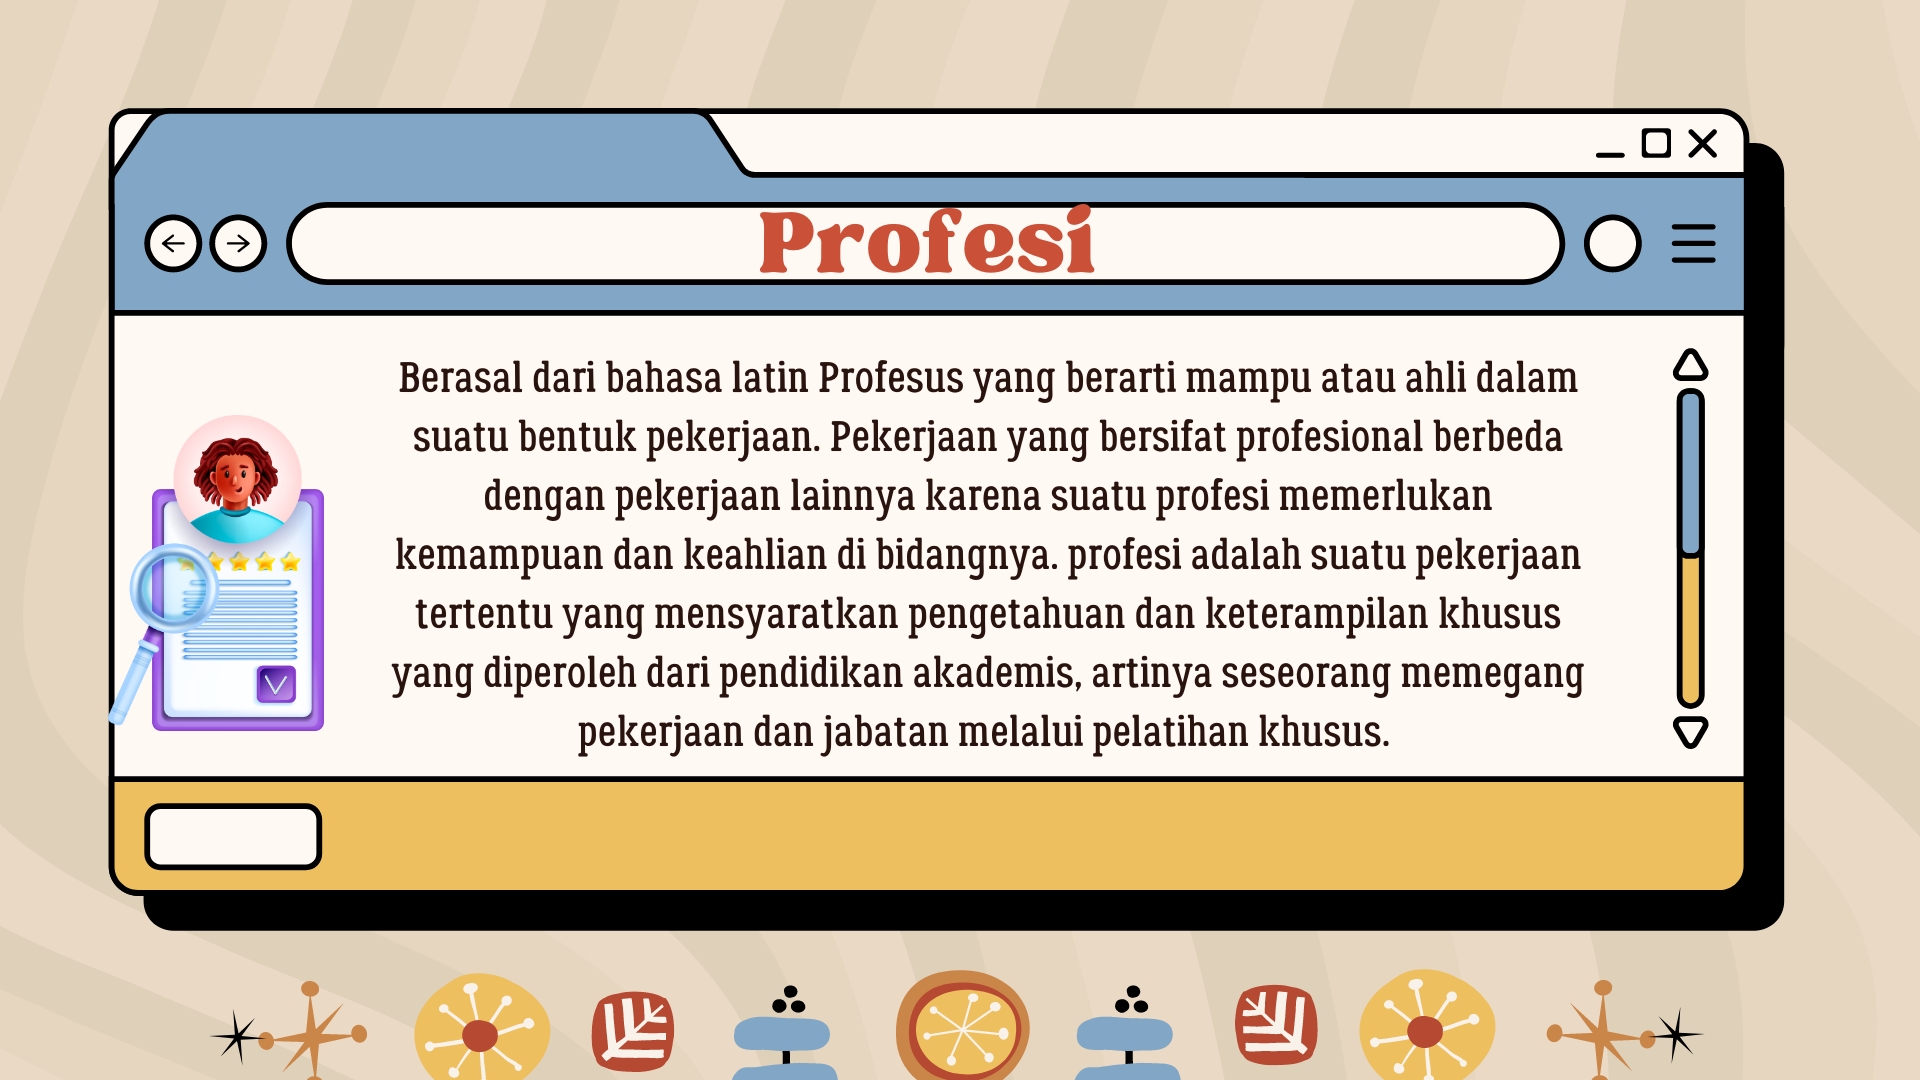 Profesi
Berasal dari bahasa latin Profesus yang berarti mampu atau ahli dalam
suatu bentuk pekerjaan. Pekerjaan yang bersifat profesional berbeda
dengan pekerjaan lainnya karena suatu profesi memerlukan
kemampuan dan keahlian di bidangnya. profesi adalah suatu pekerjaan
tertentu yang mensyaratkan pengetahuan dan keterampilan khusus
yang diperoleh dari pendidikan akademis, artinya seseorang memegang
pekerjaan dan jabatan melalui pelatihan khusus.